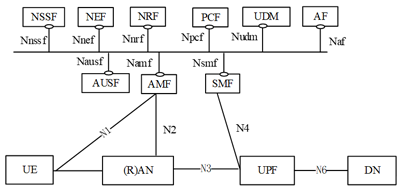 NSSF NEF NRF PCF UDM AF
Nnssf Nnef Nnrf Npcf Nudm Naf
Nausf Namf Nsmf
AUSF AMF SMF
N1 N2 N4
UE (R)AN N3 UPF N6 DN